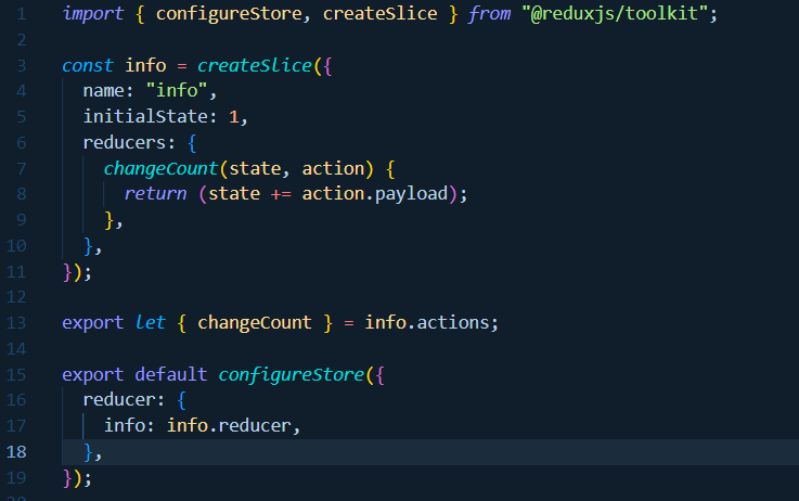 1 import { configureStore, createSlice } from "@reduxjs/toolkit";
2
3 const info = createSlice({
4   name: "info",
5   initialState: 1,
6   reducers: {
7     changeCount(state, action) {
8       return (state += action.payload);
9     },
10   },
11 });
12
13 export let { changeCount } = info.actions;
14
15 export default configureStore({
16   reducer: {
17     info: info.reducer,
18   },
19 });